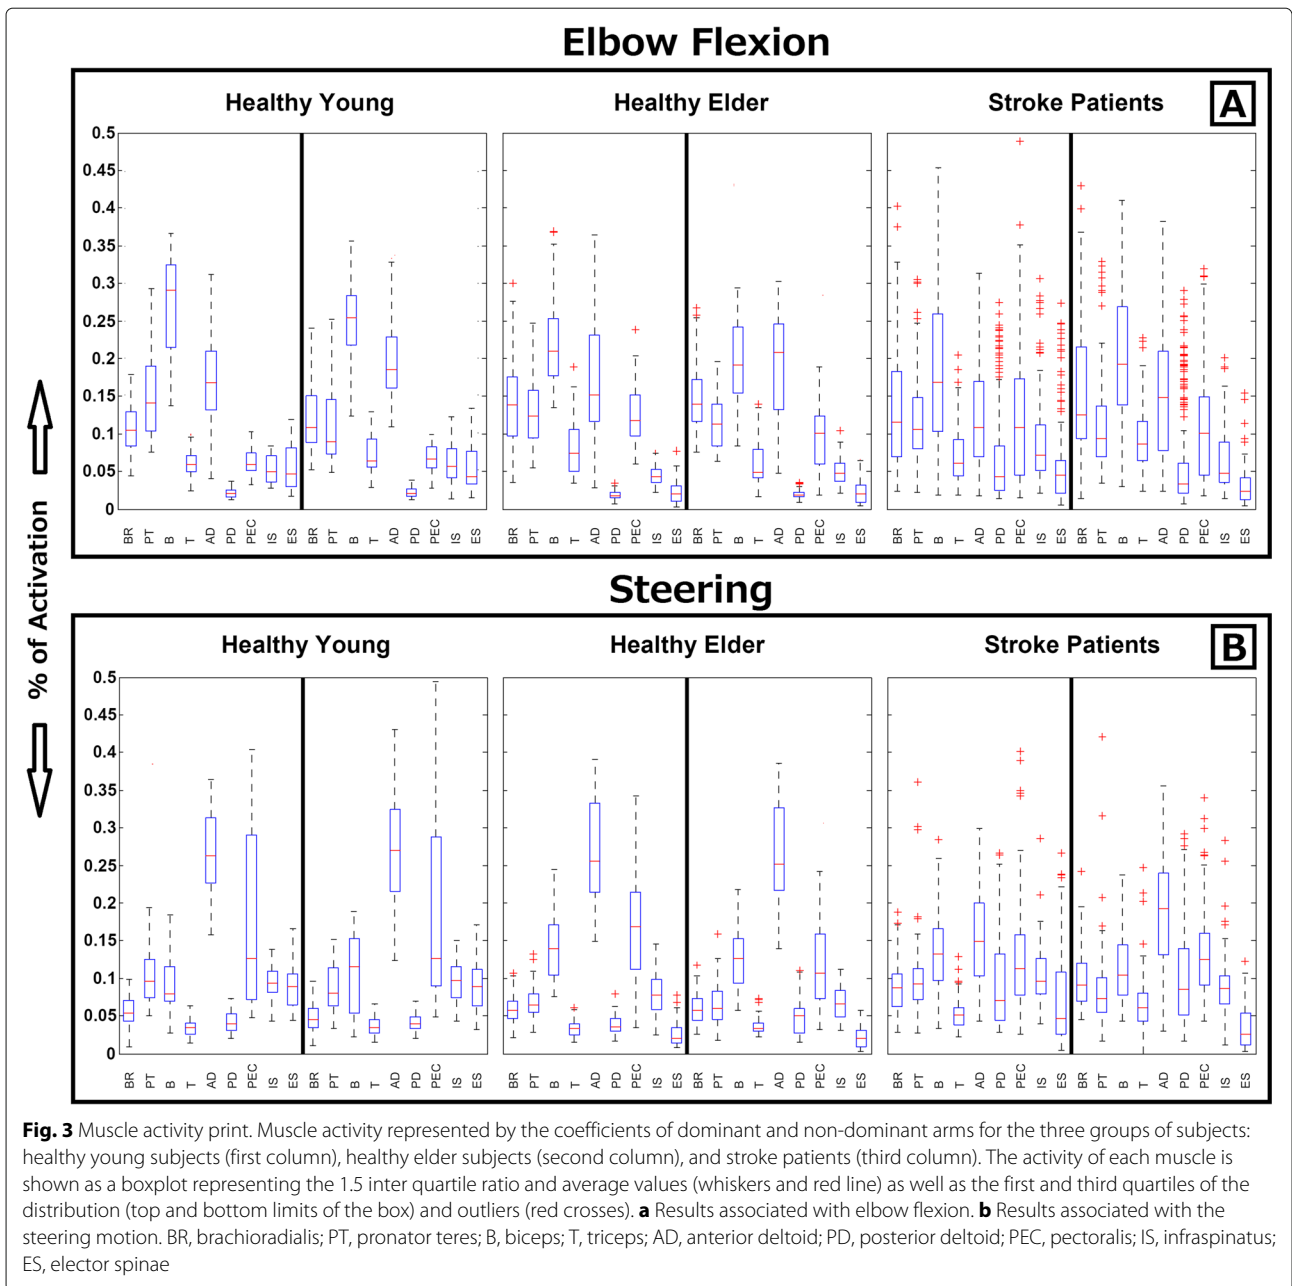 Elbow Flexion
Healthy Young Healthy Elder Stroke Patients A
0.5
0.45
0.4
0.35
0.3
0.25
0.2
0.15
0.1
0.05
0
BR PT B T AD PD PEC IS ES BR PT B T AD PD PEC IS ES BR PT B T AD PD PEC IS ES BR PT B T AD PD PEC IS ES BR PT B T AD PD PEC IS ES BR PT B T AD PD PEC IS ES
% of Activation
Steering
Healthy Young Healthy Elder Stroke Patients B
0.5
0.45
0.4
0.35
0.3
0.25
0.2
0.15
0.1
0.05
0
BR PT B T AD PD PEC IS ES BR PT B T AD PD PEC IS ES BR PT B T AD PD PEC IS ES BR PT B T AD PD PEC IS ES BR PT B T AD PD PEC IS ES BR PT B T AD PD PEC IS ES
Fig. 3 Muscle activity print. Muscle activity represented by the coefficients of dominant and non-dominant arms for the three groups of subjects:
healthy young subjects (first column), healthy elder subjects (second column), and stroke patients (third column). The activity of each muscle is
shown as a boxplot representing the 1.5 inter quartile ratio and average values (whiskers and red line) as well as the first and third quartiles of the
distribution (top and bottom limits of the box) and outliers (red crosses). a Results associated with elbow flexion. b Results associated with the
steering motion. BR, brachioradialis; PT, pronator teres; B, biceps; T, triceps; AD, anterior deltoid; PD, posterior deltoid; PEC, pectoralis; IS, infraspinatus;
ES, elector spinae